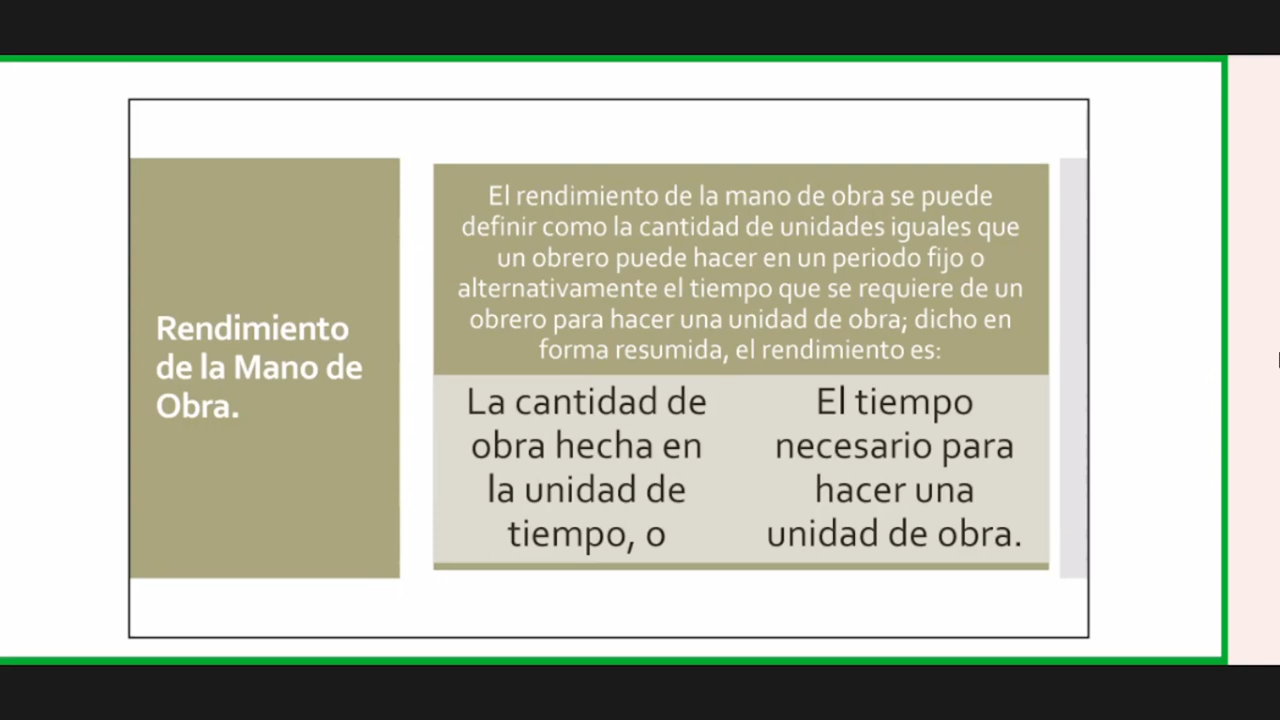 Rendimiento
de la Mano de
Obra.
El rendimiento de la mano de obra se puede
definir como la cantidad de unidades iguales que
un obrero puede hacer en un periodo fijo o
alternativamente el tiempo que se requiere de un
obrero para hacer una unidad de obra; dicho en
forma resumida, el rendimiento es:
La cantidad de
obra hecha en
la unidad de
tiempo, o
El tiempo
necesario para
hacer una
unidad de obra.